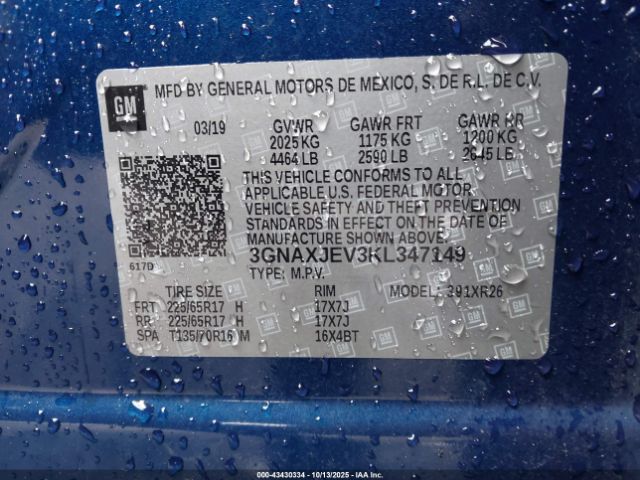 GM
MFD BY GENERAL MOTORS DE MEXICO, S. DE R.L. DE C.V.
03/19 GVWR GAWR FRT GAWR RR
2025 KG 1175 KG 1200 KG
4464 LB 2590 LB 2645 LB
THIS VEHICLE CONFORMS TO ALL
APPLICABLE U.S. FEDERAL MOTOR
VEHICLE SAFETY AND THEFT PREVENTION
STANDARDS IN EFFECT ON THE DATE OF
MANUFACTURE SHOWN ABOVE.
617D 3GNAXJEV3KL347149
TYPE: M.P.V.
TIRE SIZE RIM MODEL: 391XR26
FRT 225/65R17 H 17X7J
RR 225/65R17 H 17X7J
SPA T135/70R16 M 16X4BT
000-43430334 | 10/13/2025 | IAAI.com